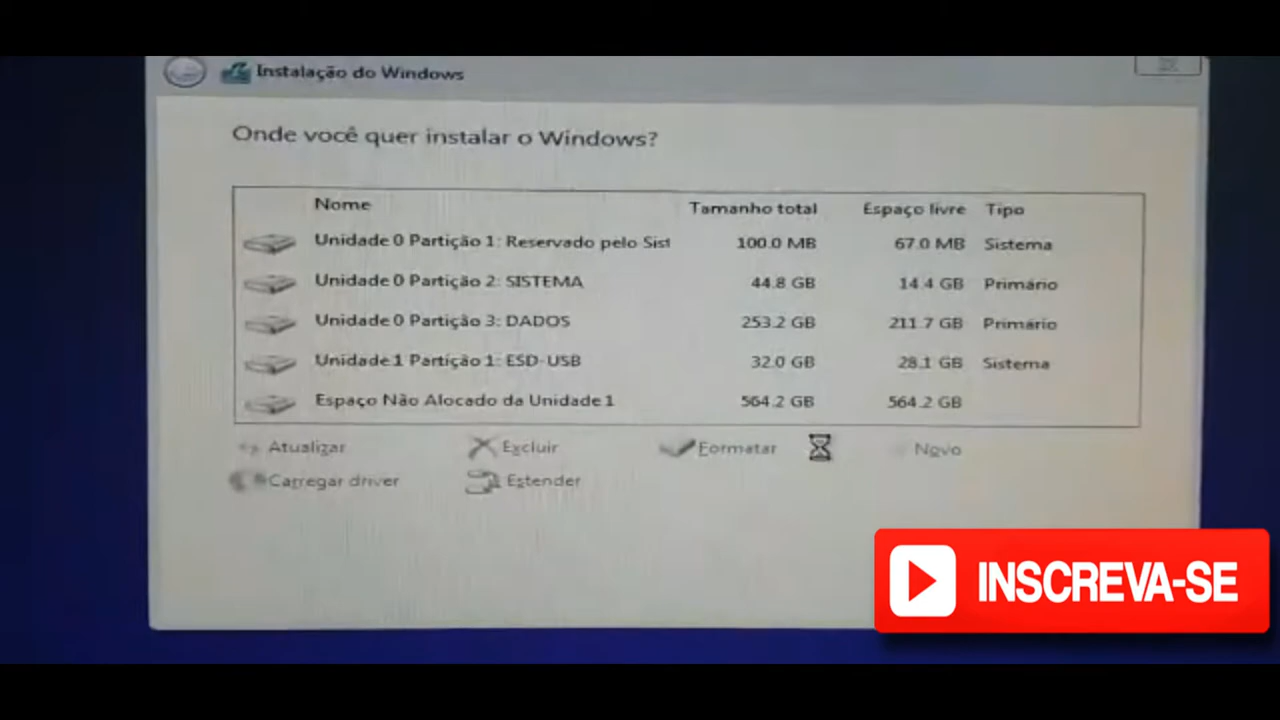 Instalação do Windows
Onde você quer instalar o Windows?
Nome Tamanho total Espaço livre Tipo
Unidade 0 Partição 1: Reservado pelo Sist 100.0 MB 67.0 MB Sistema
Unidade 0 Partição 2: SISTEMA 44.8 GB 14.4 GB Primário
Unidade 0 Partição 3: DADOS 253.2 GB 211.7 GB Primário
Unidade 1 Partição 1: ESD-USB 32.0 GB 28.1 GB Sistema
Espaço Não Alocado da Unidade 1 564.2 GB 564.2 GB
Atualizar Excluir Formatar Novo
Carregar driver Estender
INSCREVA-SE